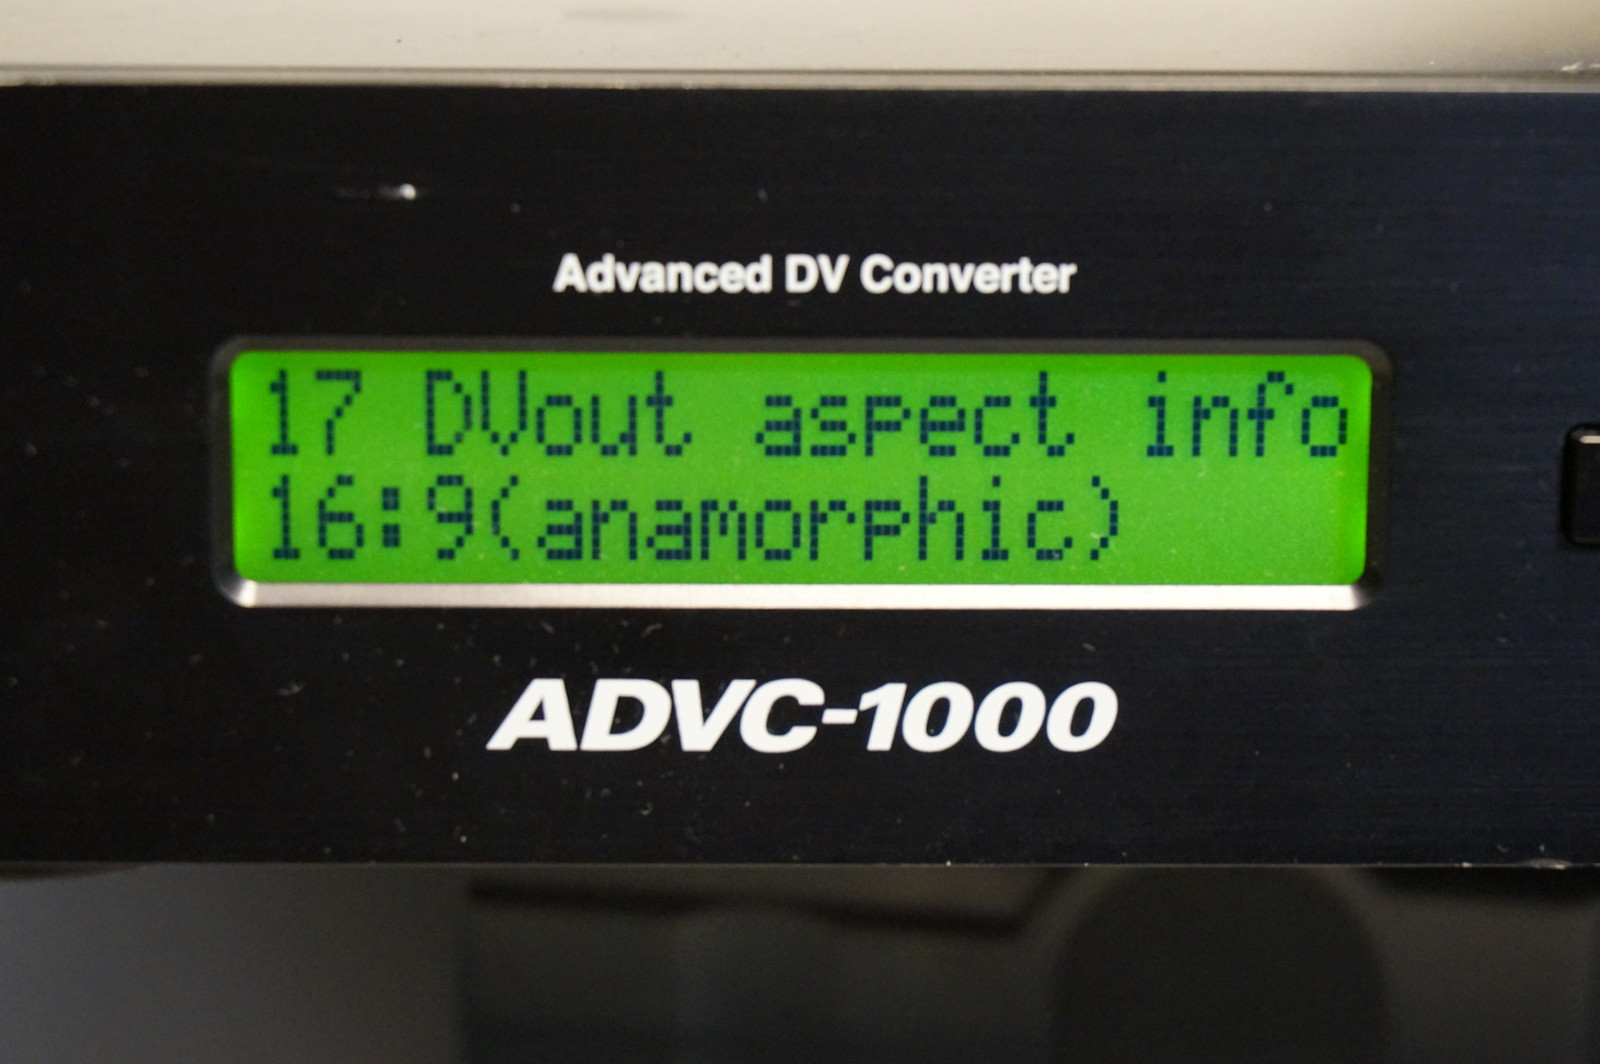 Advanced DV Converter
17 DVout aspect info
16:9(anamorphic)
ADVC-1000